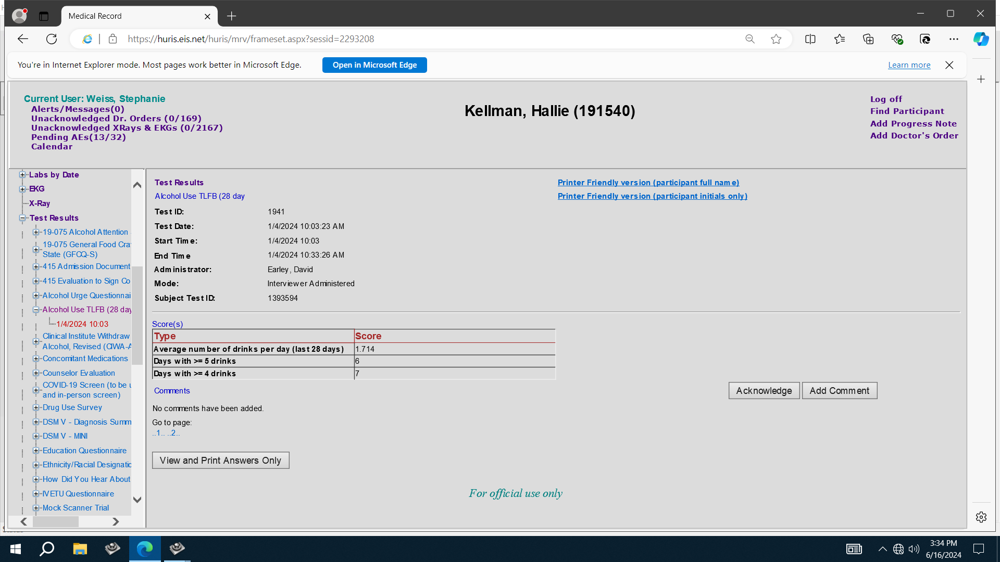 Medical Record
https://huris.eis.net/huris/mrv/frameset.aspx?sessid=2293208
You're in Internet Explorer mode. Most pages work better in Microsoft Edge.
Open in Microsoft Edge
Learn more
Current User: Weiss, Stephanie
Alerts/Messages(0)
Unacknowledged Dr. Orders (0/169)
Unacknowledged XRays & EKGs (0/2167)
Pending AEs(13/32)
Calendar
Kellman, Hallie (191540)
Log off
Find Participant
Add Progress Note
Add Doctor's Order
Labs by Date
EKG
X-Ray
Test Results
19-075 Alcohol Attention
19-075 General Food Cra
State (GFCQ-S)
415 Admission Document
415 Evaluation to Sign Co
Alcohol Urge Questionnai
Alcohol Use TLFB (28 day
1/4/2024 10:03
Clinical Institute Withdraw
Alcohol, Revised (CIWA-A
Concomitant Medications
Counselor Evaluation
COVID-19 Screen (to be u
and in-person screen)
Drug Use Survey
DSM V - Diagnosis Summ
DSM V - MINI
Education Questionnaire
Ethnicity/Racial Designatic
How Did You Hear About
IVETU Questionnaire
Mock Scanner Trial
Test Results
Alcohol Use TLFB (28 day
Printer Friendly version (participant full name)
Printer Friendly version (participant initials only)
Test ID: 1941
Test Date: 1/4/2024 10:03:23 AM
Start Time: 1/4/2024 10:03
End Time 1/4/2024 10:33:26 AM
Administrator: Earley, David
Mode: Interviewer Administered
Subject Test ID: 1393594
Score(s)
Type Score
Average number of drinks per day (last 28 days) 1.714
Days with >= 5 drinks 6
Days with >= 4 drinks 7
Comments
Acknowledge
Add Comment
No comments have been added.
Go to page:
..1.. ..2..
View and Print Answers Only
For official use only
3:34 PM
6/16/2024